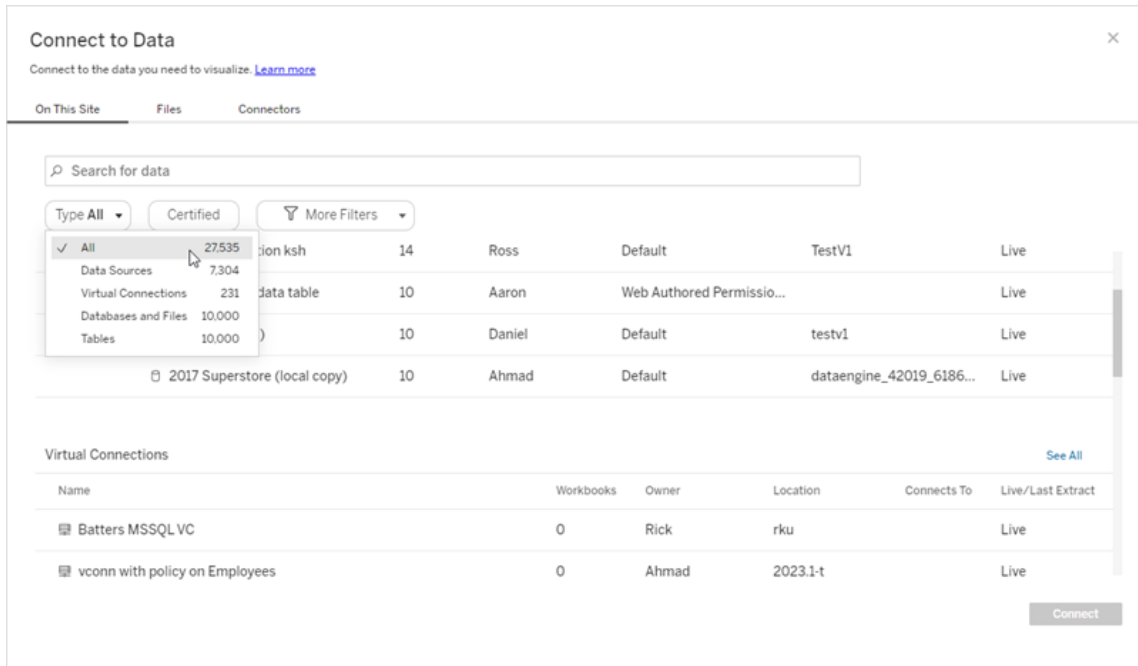 Connect to Data
Connect to the data you need to visualize. Learn more
On This Site Files Connectors
Search for data
Type All Certified More Filters
All 27,535
Data Sources 7,304
Virtual Connections 231
Databases and Files 10,000
Tables 10,000
tion ksh 14 Ross Default TestV1 Live
data table 10 Aaron Web Authored Permissio... Live
) 10 Daniel Default testv1 Live
2017 Superstore (local copy) 10 Ahmad Default dataengine_42019_6186... Live
Virtual Connections See All
Name Workbooks Owner Location Connects To Live/Last Extract
Batters MSSQL VC 0 Rick rku Live
vconn with policy on Employees 0 Ahmad 2023.1-t Live
Connect